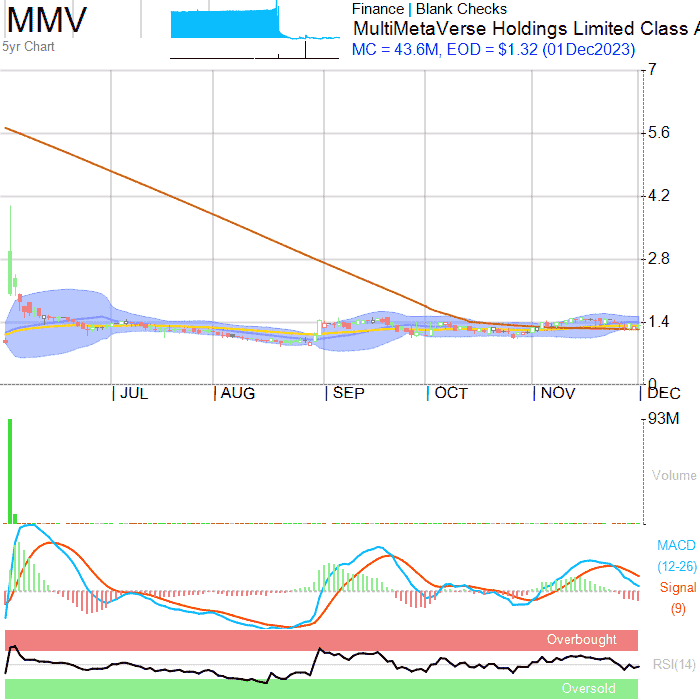 MMV
5yr Chart
Finance | Blank Checks
MultiMetaVerse Holdings Limited Class A
MC = 43.6M, EOD = $1.32 (01Dec2023)
7
5.6
4.2
2.8
1.4
0
JUL AUG SEP OCT NOV DEC
93M
Volume
MACD
(12-26)
Signal
(9)
Overbought
RSI(14)
Oversold